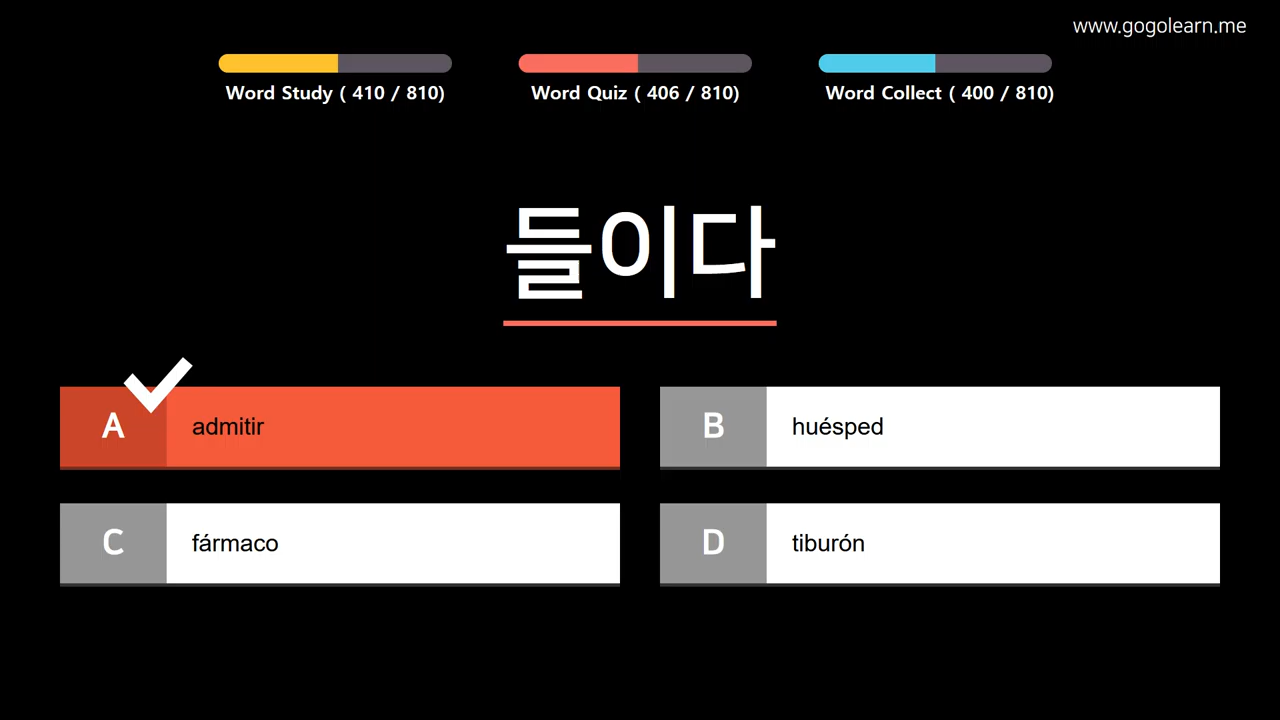 www.gogolearn.me
Word Study ( 410 / 810)
Word Quiz ( 406 / 810)
Word Collect ( 400 / 810)
들이다
A admitir
B huésped
C fármaco
D tiburón